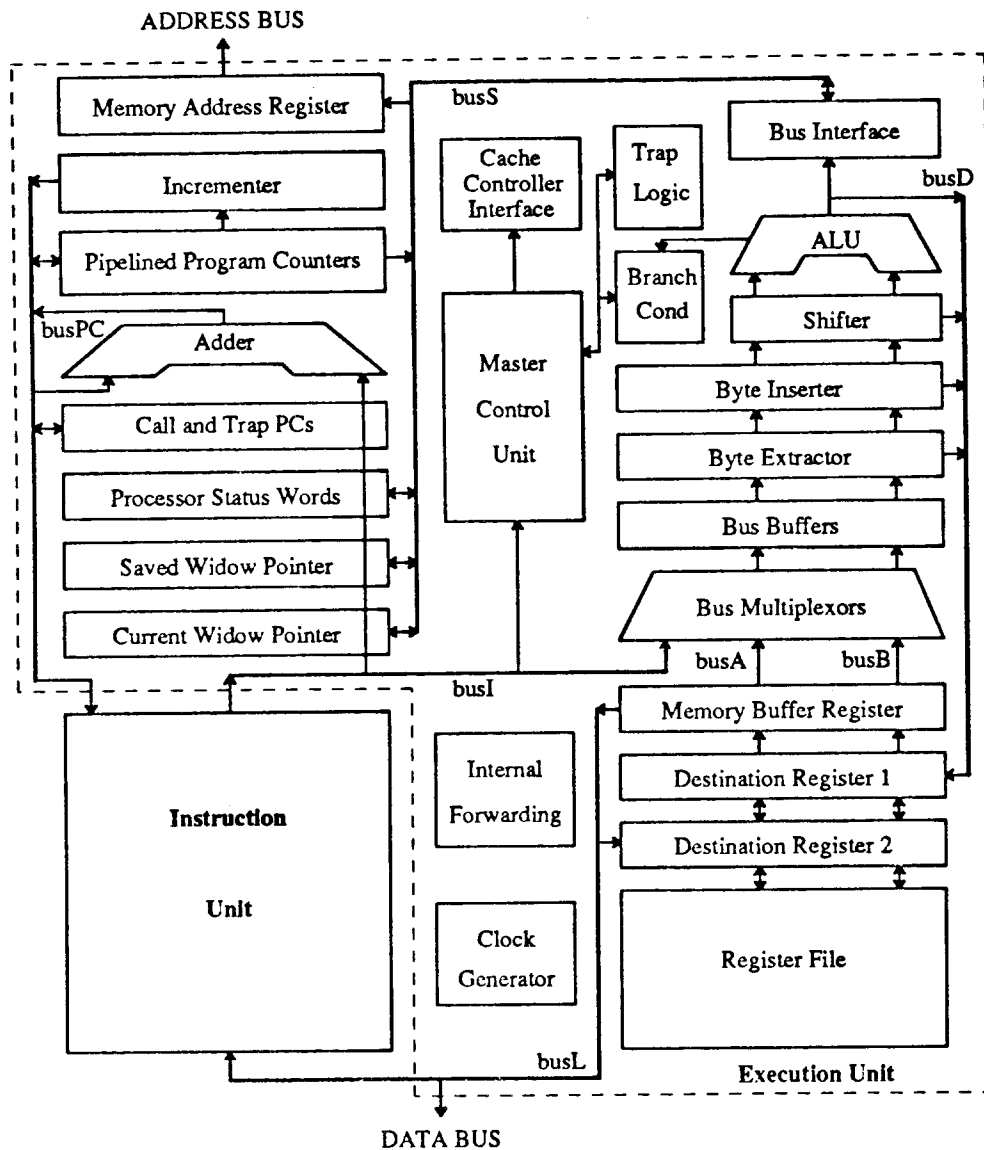 ADDRESS BUS
Memory Address Register
busS
Bus Interface
Cache
Controller
Interface
Trap
Logic
Incrementer
busD
Pipelined Program Counters
ALU
Branch
Cond
busPC
Adder
Shifter
Master
Control
Unit
Byte Inserter
Call and Trap PCs
Byte Extractor
Processor Status Words
Bus Buffers
Saved Widow Pointer
Bus Multiplexors
Current Widow Pointer
busA
busB
busI
Memory Buffer Register
Internal
Forwarding
Destination Register 1
Instruction
Unit
Destination Register 2
Clock
Generator
Register File
busL
Execution Unit
DATA BUS